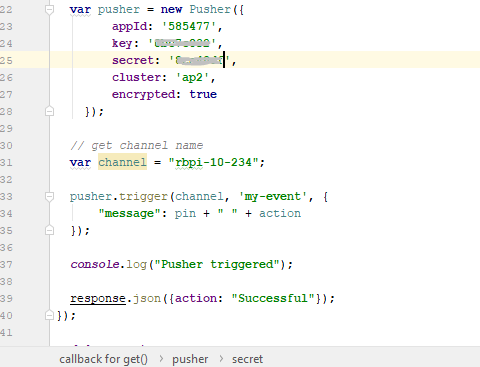 22 var pusher = new Pusher({
23 appId: '585477',
24 key: '
25 secret: '
26 cluster: 'ap2',
27 encrypted: true
28 });
29
30 // get channel name
31 var channel = "rbpi-10-234";
32
33 pusher.trigger(channel, 'my-event', {
34 "message": pin + " " + action
35 });
36
37 console.log("Pusher triggered");
38
39 response.json({action: "Successful"});
40 });
41
callback for get() > pusher > secret